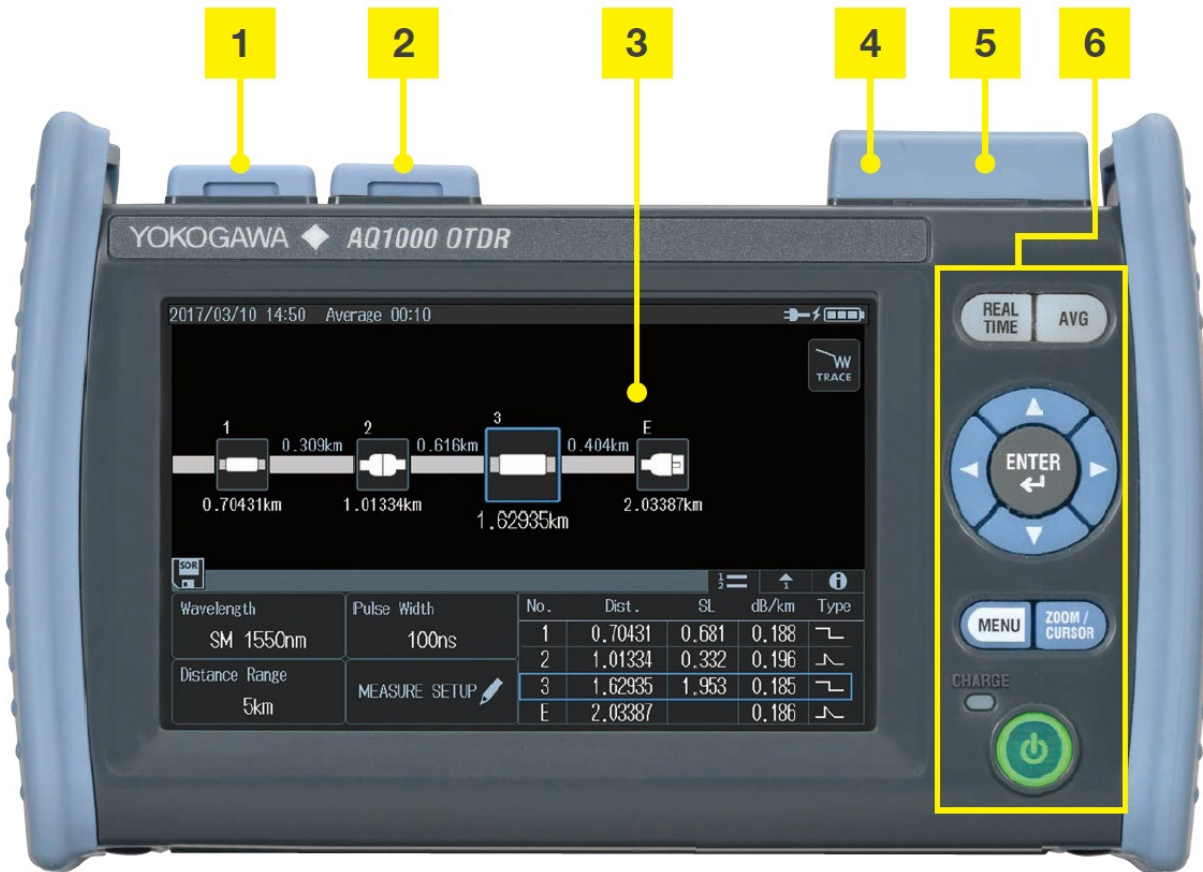 1 2 3 4 5 6
YOKOGAWA AQ1000 OTDR
2017/03/10 14:50 Average 00:10
TRACE
1 2 3 E
0.309km 0.616km 0.404km
0.70431km 1.01334km 1.62935km 2.03387km
SOR
1 2 1
Wavelength
SM 1550nm
Pulse Width
100ns
Distance Range
5km
MEASURE SETUP
No. Dist. SL dB/km Type
1 0.70431 0.681 0.188
2 1.01334 0.332 0.196
3 1.62935 1.953 0.185
E 2.03387 0.186
REAL TIME
AVG
ENTER
MENU
ZOOM / CURSOR
CHARGE